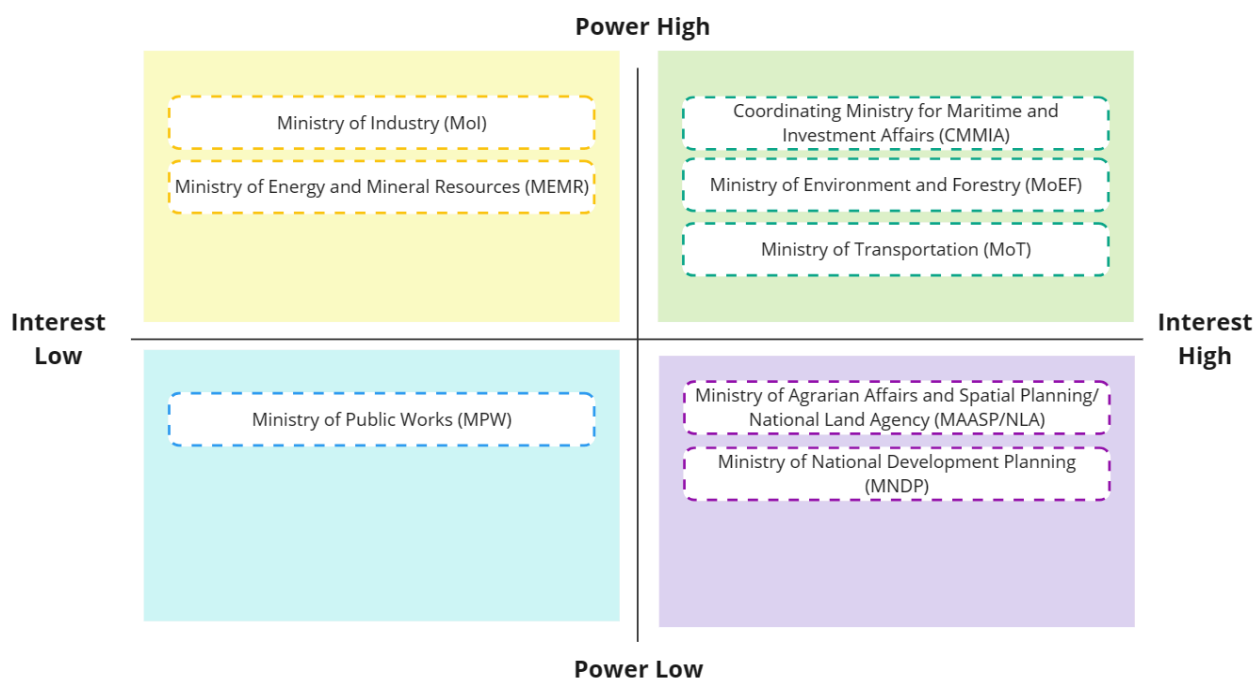 Power High
Ministry of Industry (MoI)
Ministry of Energy and Mineral Resources (MEMR)
Coordinating Ministry for Maritime and
Investment Affairs (CMMIA)
Ministry of Environment and Forestry (MoEF)
Ministry of Transportation (MoT)
Interest
Low
Interest
High
Ministry of Public Works (MPW)
Ministry of Agrarian Affairs and Spatial Planning/
National Land Agency (MAASP/NLA)
Ministry of National Development Planning
(MNDP)
Power Low